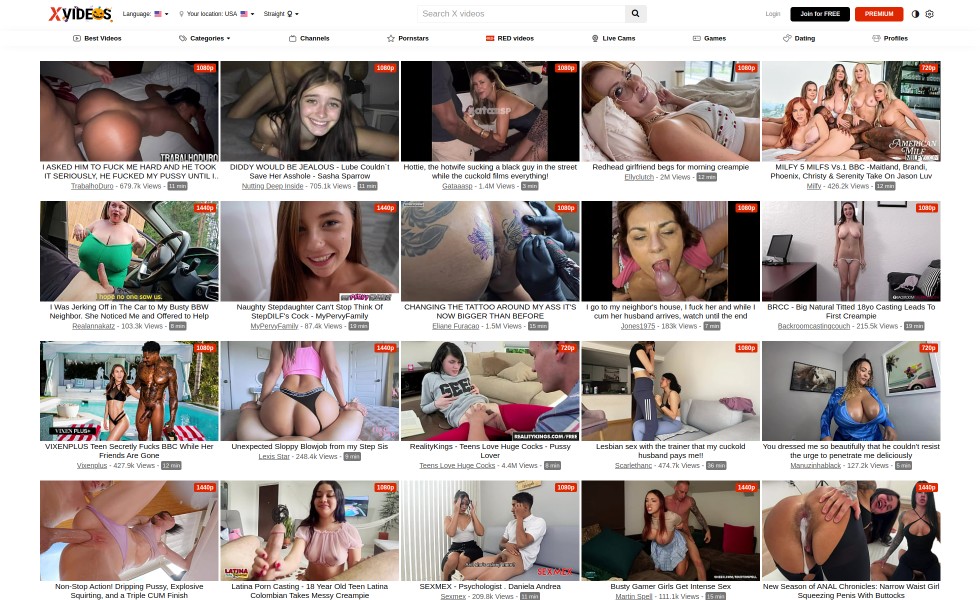 XVIDEOS Language: Your location: USA Straight Search X videos Login Join for FREE PREMIUM
Best Videos Categories Channels Pornstars RED videos Live Cams Games Dating Profiles
1080p 1080p 1080p 1080p 720p
TRABALHODURO
AMERICAN MILF
I ASKED HIM TO FUCK ME HARD AND HE TOOK
IT SERIOUSLY, HE FUCKED MY PUSSY UNTIL I..
TrabalhoDuro - 679.7k Views - 11 min
DIDDY WOULD BE JEALOUS - Lube Couldn`t
Save Her Asshole - Sasha Sparrow
Nutting Deep Inside - 705.1k Views - 11 min
Hottie, the hotwife sucking a black guy in the street
while the cuckold films everything!
Gataaasp - 1.4M Views - 3 min
Redhead girlfriend begs for morning creampie
Ellyclutch - 2M Views - 12 min
MILFY 5 MILFS Vs.1 BBC -Maitland, Brandi,
Phoenix, Christy & Serenity Take On Jason Luv
Milfy - 426.2k Views - 12 min
1440p 1440p 1080p 1080p 1080p
I hope no one saw us.
BACKROOM
I Was Jerking Off in The Car to My Busty BBW
Neighbor. She Noticed Me and Offered to Help
Realannakatz - 103.3k Views - 8 min
Naughty Stepdaughter Can't Stop Think Of
StepDILF's Cock - MyPervyFamily
MyPervyFamily - 87.4k Views - 19 min
CHANGING THE TATTOO AROUND MY ASS IT'S
NOW BIGGER THAN BEFORE
Eliane Furacao - 1.5M Views - 15 min
I go to my neighbor's house, I fuck her and while I
cum her husband arrives, watch until the end
Jones1975 - 183k Views - 7 min
BRCC - Big Natural Titted 18yo Casting Leads To
First Creampie
Backroomcastingcouch - 215.5k Views - 19 min
1080p 1440p 720p 1080p 720p
VIXEN PLUS+
GEEK
REALITYKINGS.COM/FREE
VIXENPLUS Teen Secretly Fucks BBC While Her
Friends Are Gone
Vixenplus - 427.9k Views - 12 min
Unexpected Sloppy Blowjob from my Step Sis
Lexis Star - 248.4k Views - 9 min
RealityKings - Teens Love Huge Cocks - Pussy
Lover
Teens Love Huge Cocks - 4.4M Views - 8 min
Lesbian sex with the trainer that my cuckold
husband pays me!!
Scarlethanc - 474.7k Views - 36 min
You dressed me so beautifully that he couldn't resist
the urge to penetrate me deliciously
Manuzinhablack - 127.2k Views - 5 min
1440p 1080p 1080p 1440p 1440p
LATINA
SEXMEX
Non-Stop Action! Dripping Pussy, Explosive
Squirting, and a Triple CUM Finish
Latina Porn Casting - 18 Year Old Teen Latina
Colombian Takes Messy Creampie
SEXMEX - Psychologist . Daniela Andrea
Sexmex - 209.8k Views - 11 min
Busty Gamer Girls Get Intense Sex
Martin Spell - 111.1k Views - 15 min
New Season of ANAL Chronicles: Narrow Waist Girl
Squeezing Penis With Buttocks